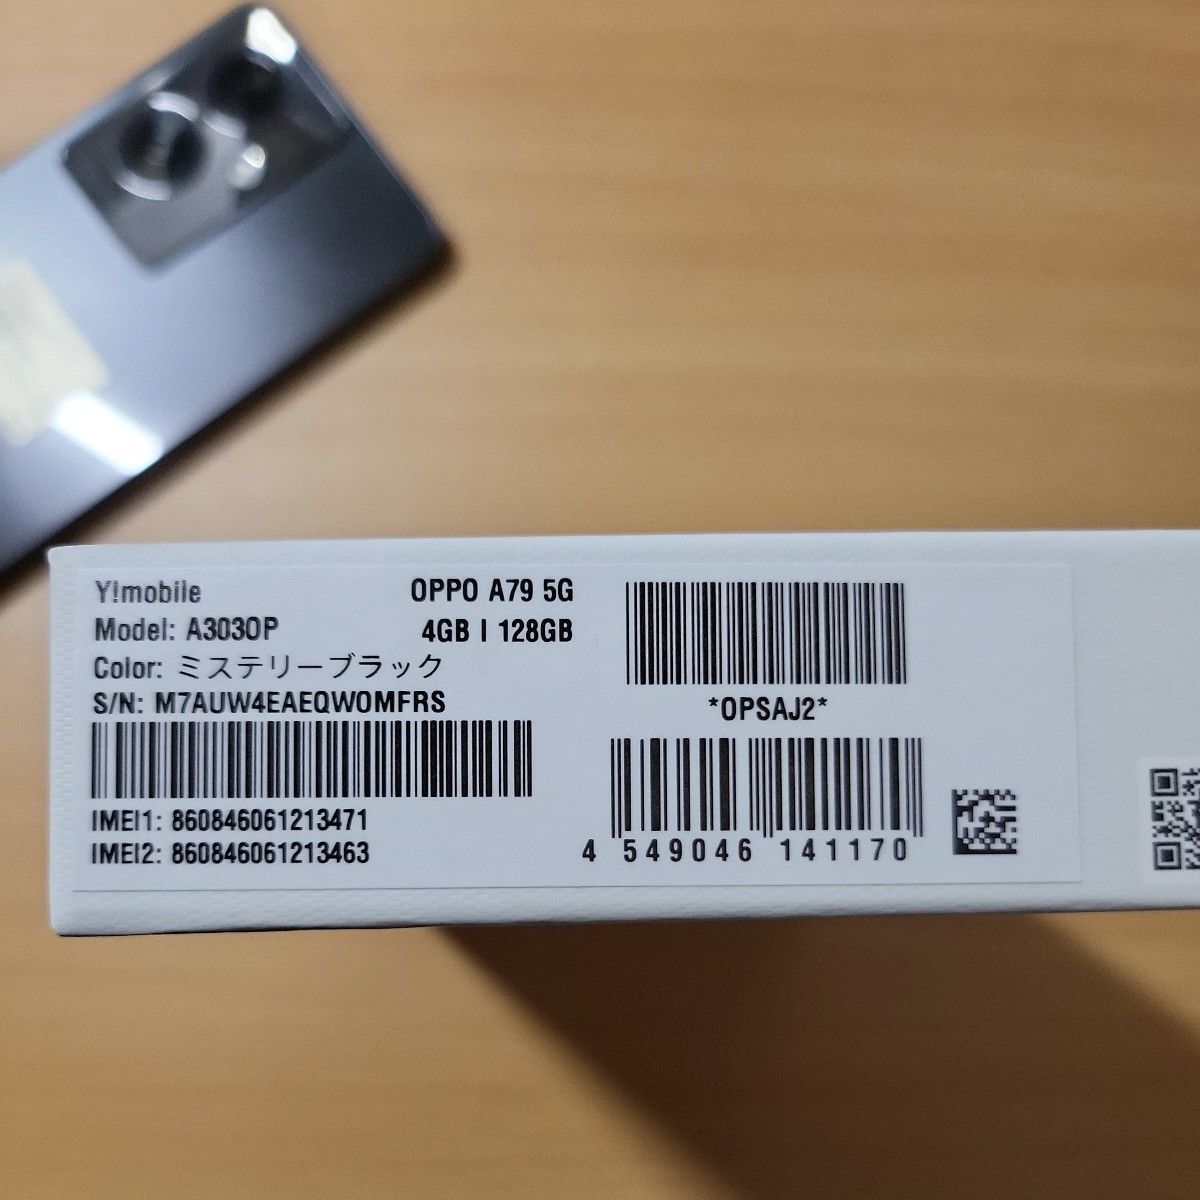 Y!mobile OPPO A79 5G
Model: A303OP 4GB | 128GB
Color: ミステリーブラック
S/N: M7AUW4EAEQWOMFRS
IMEI1: 860846061213471
IMEI2: 860846061213463
*OPSAJ2*
4 549046 141170